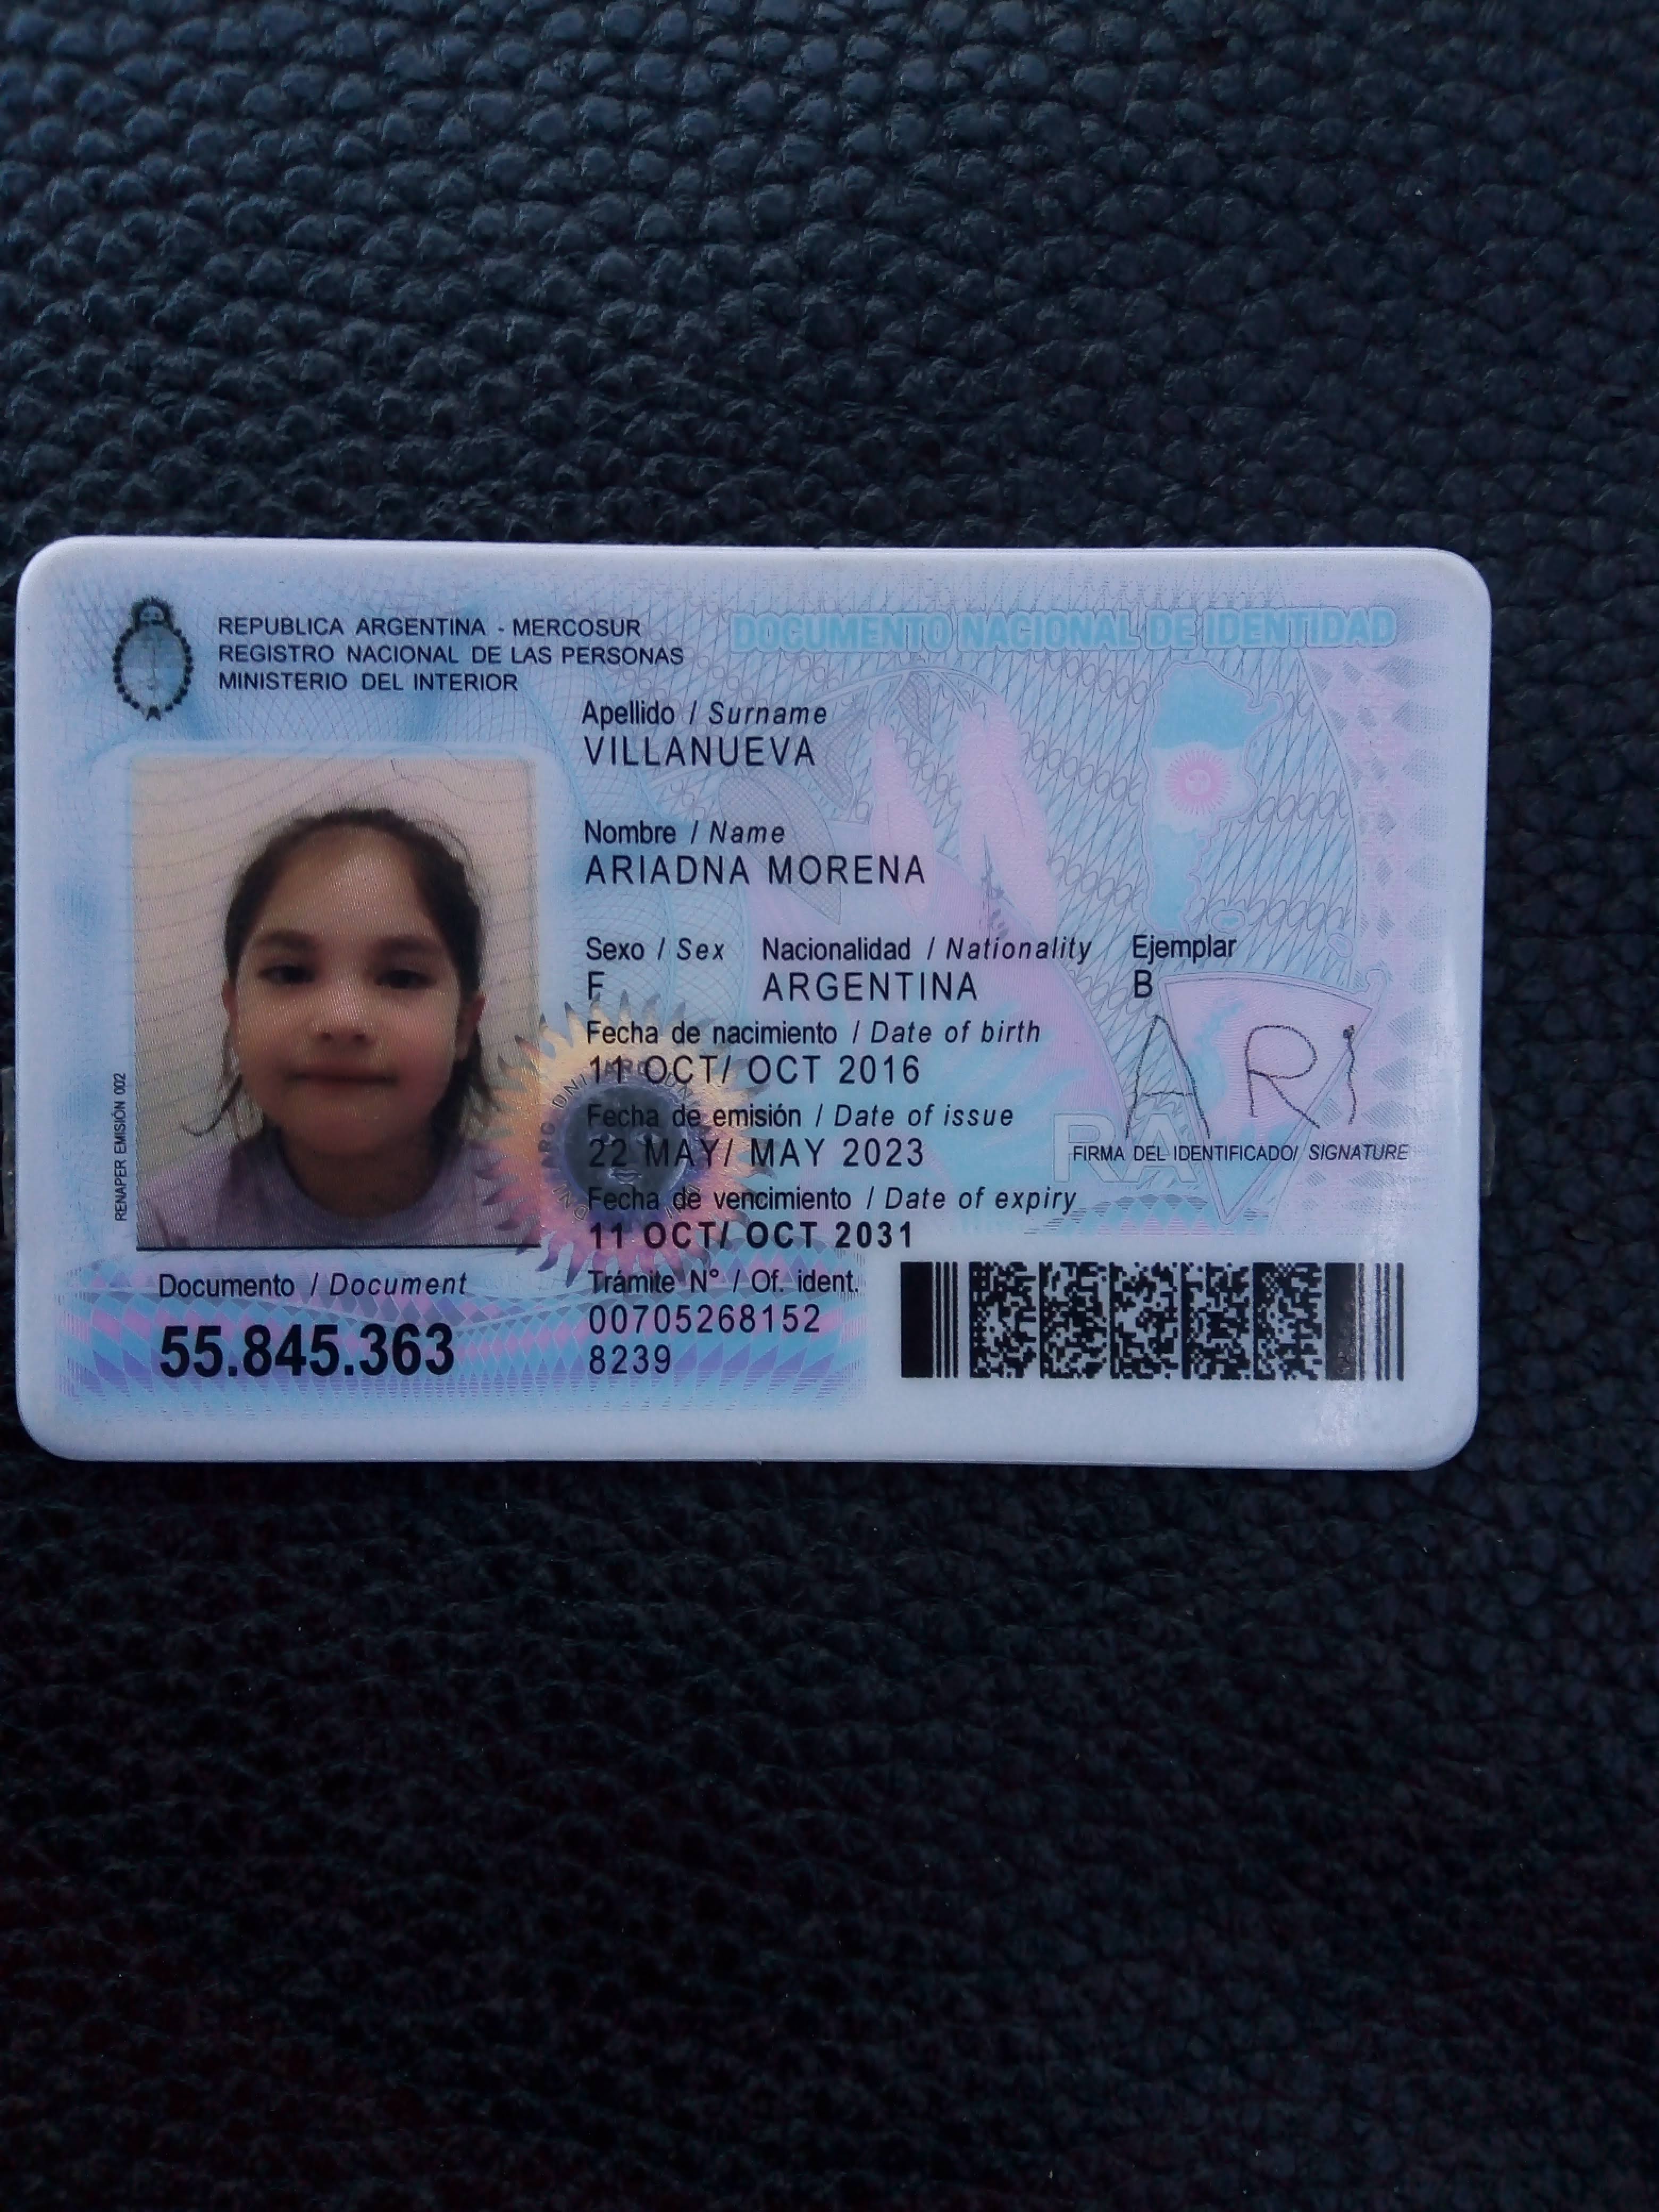 REPUBLICA ARGENTINA - MERCOSUR
REGISTRO NACIONAL DE LAS PERSONAS
MINISTERIO DEL INTERIOR
DOCUMENTO NACIONAL DE IDENTIDAD
Apellido / Surname
VILLANUEVA
Nombre / Name
ARIADNA MORENA
Sexo / Sex Nacionalidad / Nationality Ejemplar
F ARGENTINA B
Fecha de nacimiento / Date of birth
11 OCT/ OCT 2016
Fecha de emisión / Date of issue
22 MAY/ MAY 2023
Fecha de vencimiento / Date of expiry
11 OCT/ OCT 2031
ARi
RA
FIRMA DEL IDENTIFICADO/ SIGNATURE
RENAPER EMISIÓN 002
Documento / Document
55.845.363
Trámite N° / Of. ident.
00705268152
8239